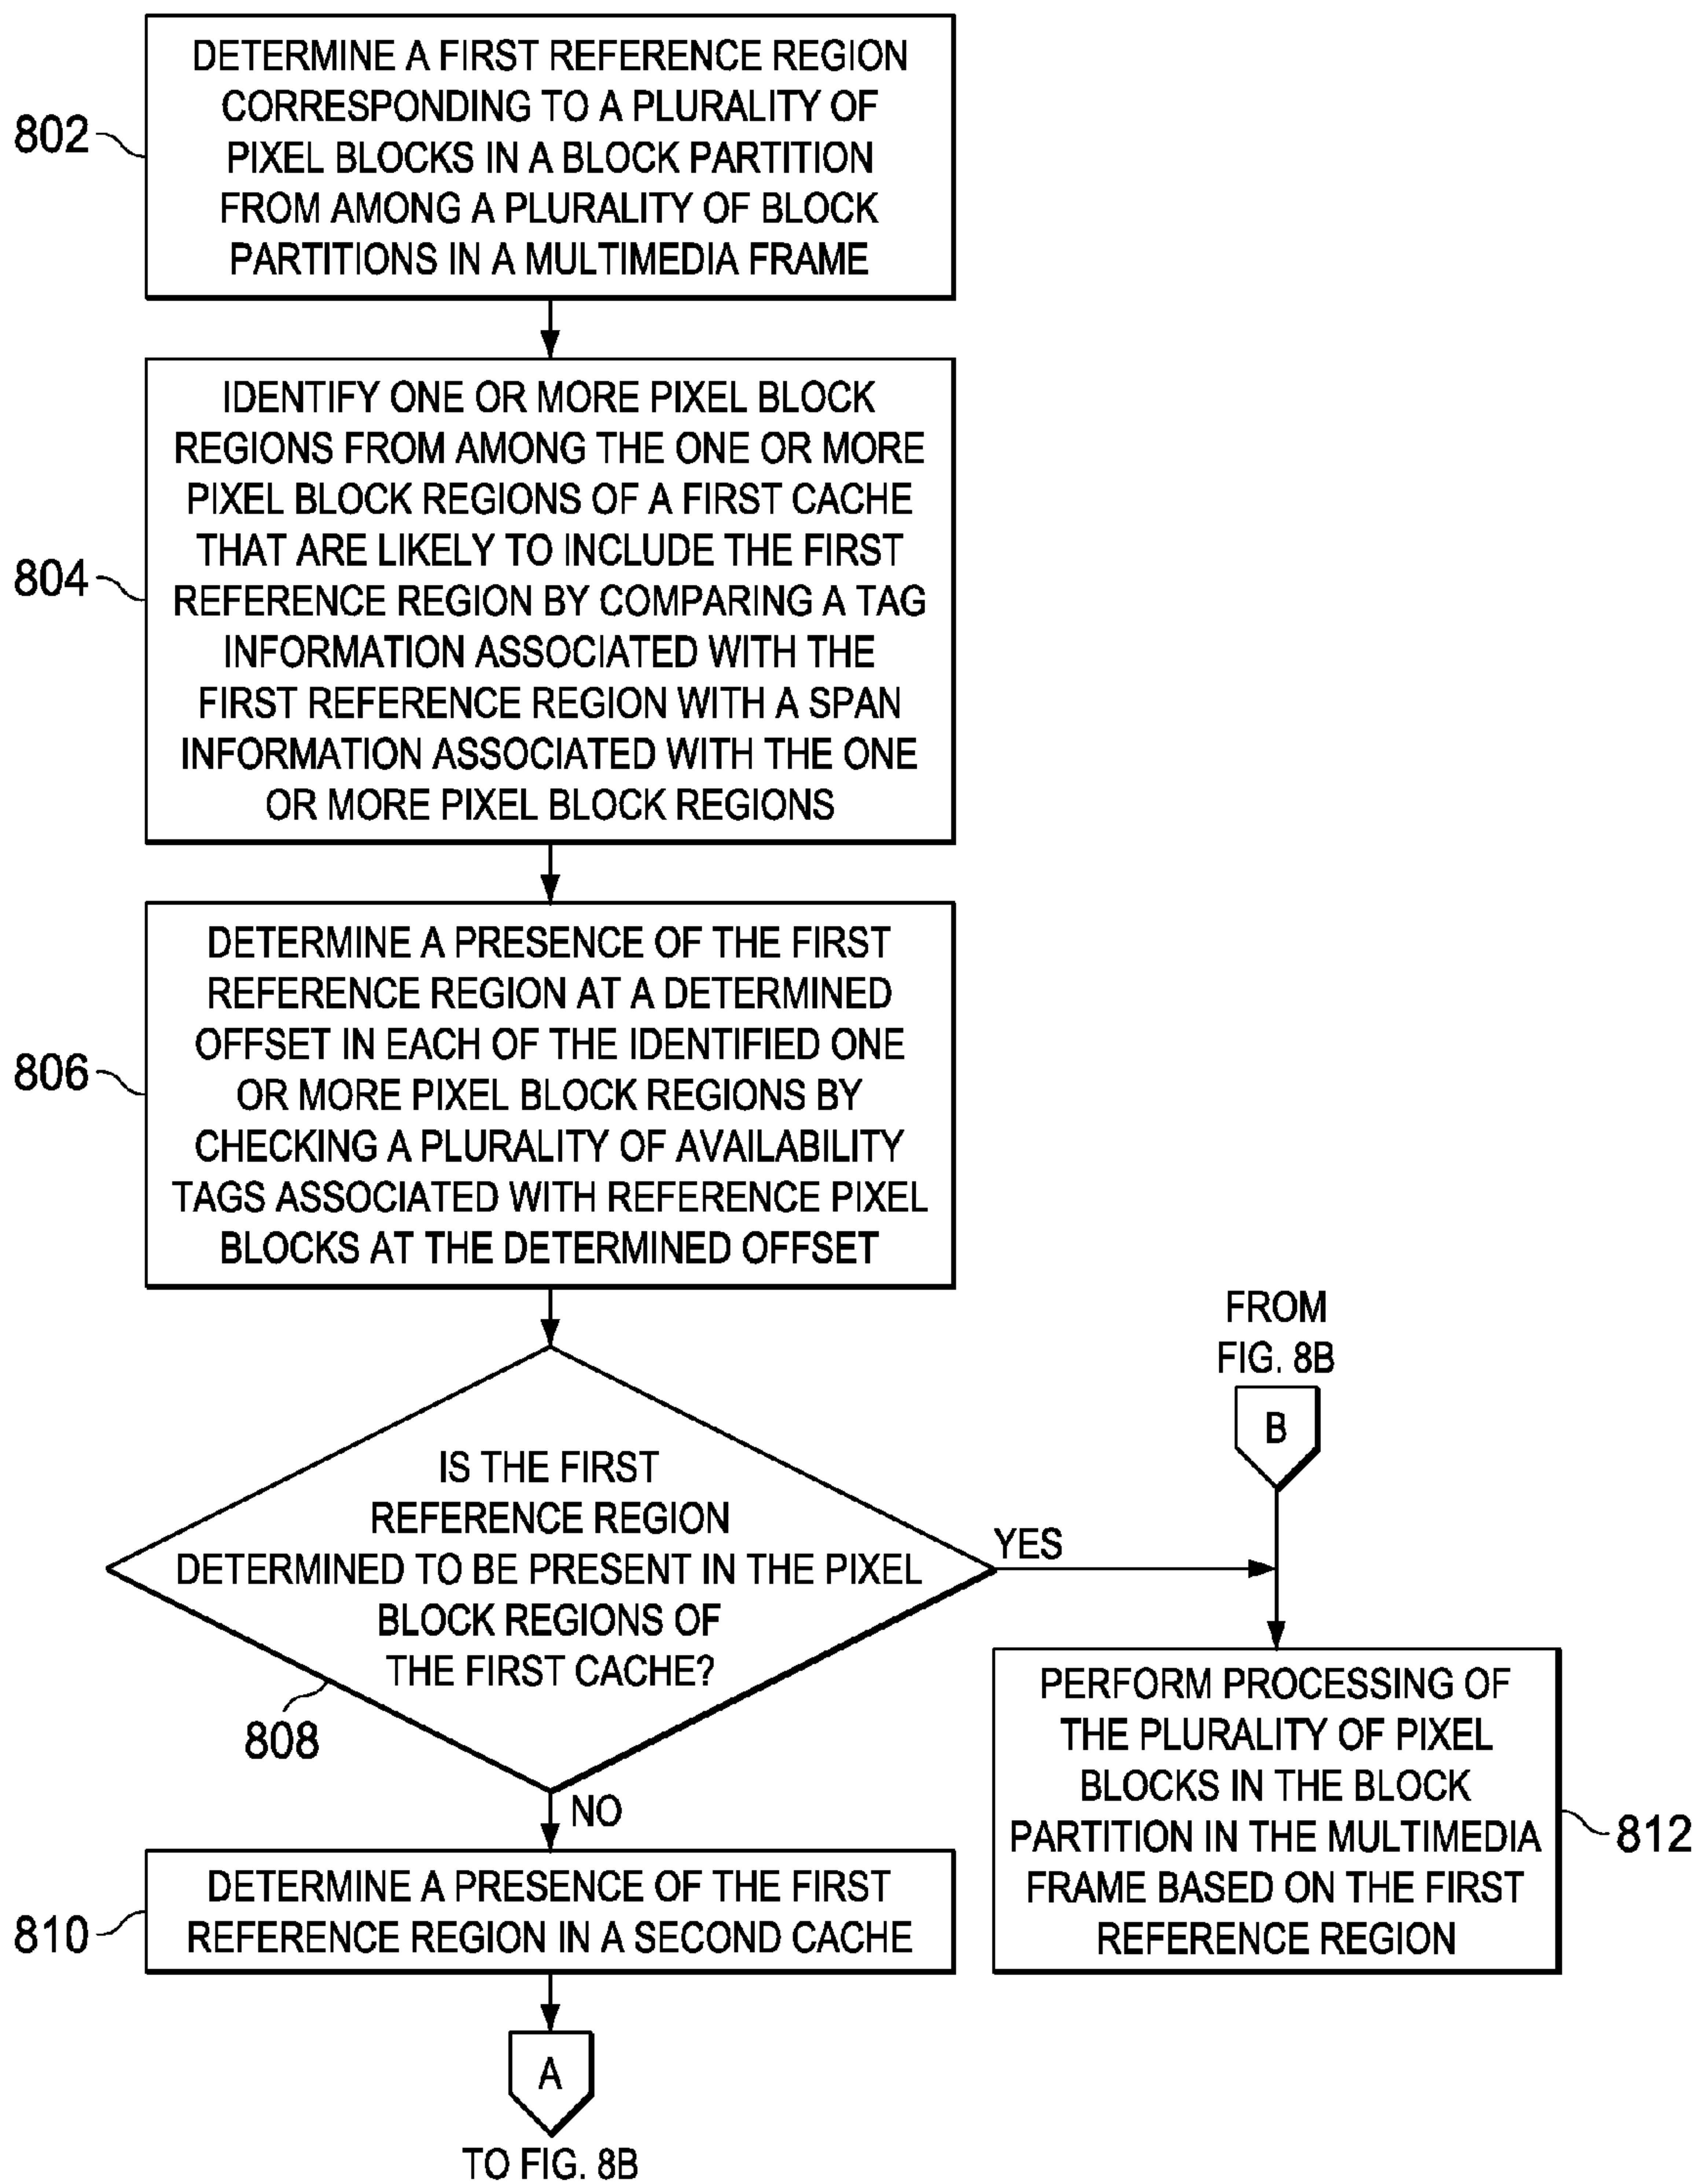 802
DETERMINE A FIRST REFERENCE REGION
CORRESPONDING TO A PLURALITY OF
PIXEL BLOCKS IN A BLOCK PARTITION
FROM AMONG A PLURALITY OF BLOCK
PARTITIONS IN A MULTIMEDIA FRAME
804
IDENTIFY ONE OR MORE PIXEL BLOCK
REGIONS FROM AMONG THE ONE OR MORE
PIXEL BLOCK REGIONS OF A FIRST CACHE
THAT ARE LIKELY TO INCLUDE THE FIRST
REFERENCE REGION BY COMPARING A TAG
INFORMATION ASSOCIATED WITH THE
FIRST REFERENCE REGION WITH A SPAN
INFORMATION ASSOCIATED WITH THE ONE
OR MORE PIXEL BLOCK REGIONS
806
DETERMINE A PRESENCE OF THE FIRST
REFERENCE REGION AT A DETERMINED
OFFSET IN EACH OF THE IDENTIFIED ONE
OR MORE PIXEL BLOCK REGIONS BY
CHECKING A PLURALITY OF AVAILABILITY
TAGS ASSOCIATED WITH REFERENCE PIXEL
BLOCKS AT THE DETERMINED OFFSET
IS THE FIRST
REFERENCE REGION
DETERMINED TO BE PRESENT IN THE PIXEL
BLOCK REGIONS OF
THE FIRST CACHE?
808
YES
NO
FROM
FIG. 8B
B
PERFORM PROCESSING OF
THE PLURALITY OF PIXEL
BLOCKS IN THE BLOCK
PARTITION IN THE MULTIMEDIA
FRAME BASED ON THE FIRST
REFERENCE REGION
812
810
DETERMINE A PRESENCE OF THE FIRST
REFERENCE REGION IN A SECOND CACHE
A
TO FIG. 8B